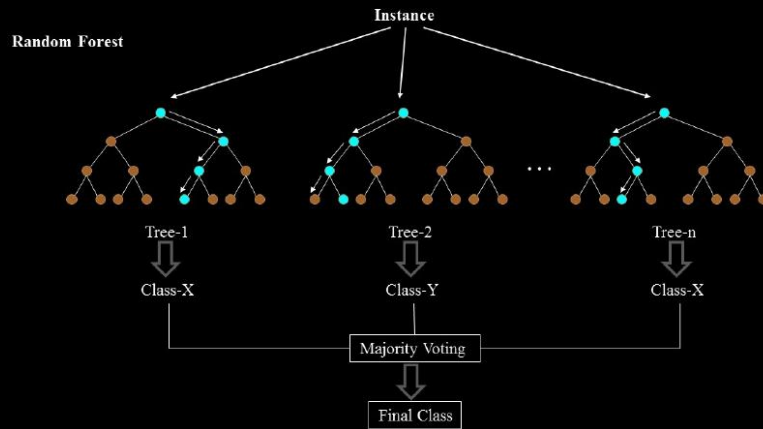 Instance
Random Forest
...
Tree-1 Tree-2 Tree-n
Class-X Class-Y Class-X
Majority Voting
Final Class